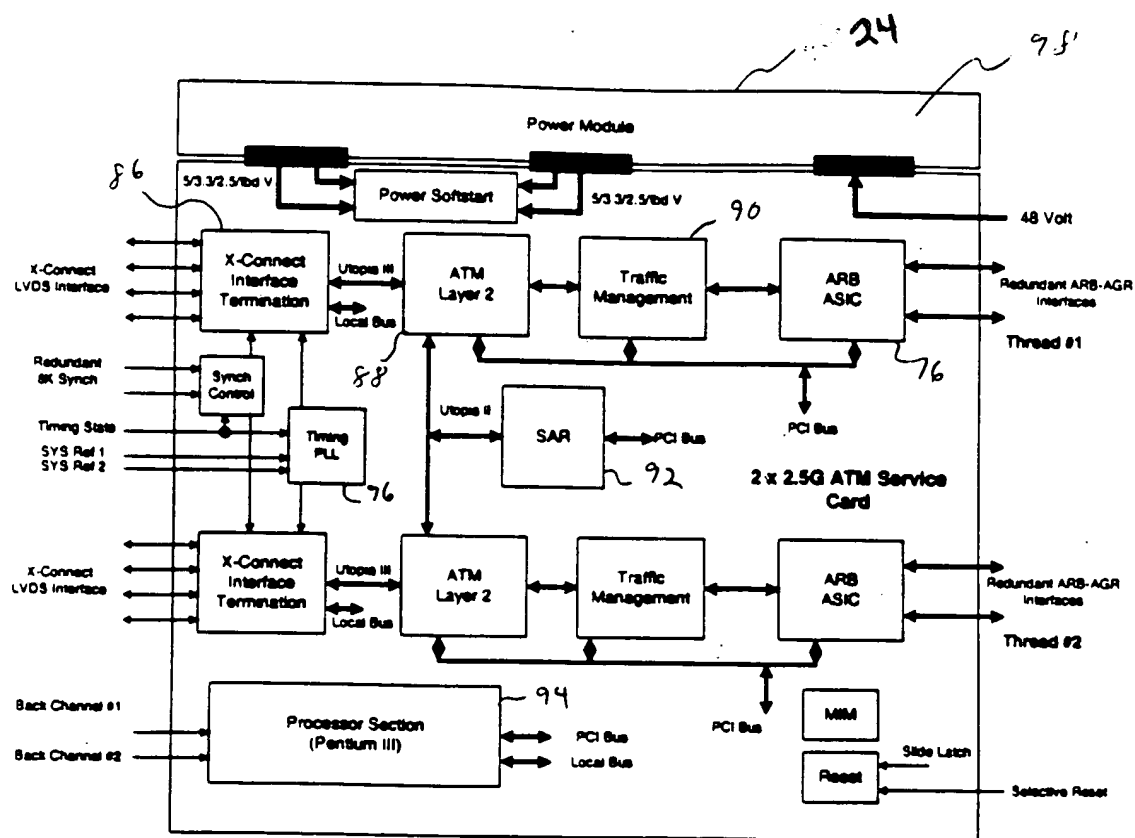 24
98
Power Module
86
5/3.3/2.5/tbd V
Power Softstart
5/3.3/2.5/tbd V
90
48 Volt
X-Connect
LVDS Interface
X-Connect
Interface
Termination
Utopia III
Local Bus
ATM
Layer 2
88
Traffic
Management
ARB
ASIC
76
Redundant ARB-AGR
Interfaces
Thread #1
Redundant
8K Synch
Synch
Control
Timing State
SYS Ref 1
SYS Ref 2
Timing
PLL
Utopia II
SAR
92
PCI Bus
PCI Bus
2 x 2.5G ATM Service
Card
X-Connect
LVDS Interface
X-Connect
Interface
Termination
Utopia III
Local Bus
ATM
Layer 2
Traffic
Management
ARB
ASIC
Redundant ARB-AGR
Interfaces
Thread #2
PCI Bus
Back Channel #1
Back Channel #2
94
Processor Section
(Pentium III)
PCI Bus
Local Bus
MIM
Reset
Slide Latch
Selective Reset